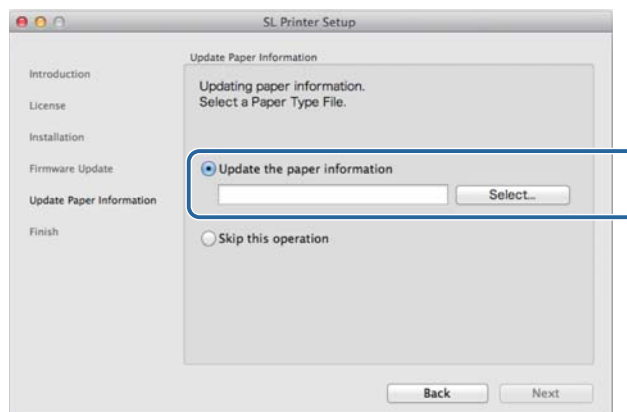 SL Printer Setup
Introduction
License
Installation
Firmware Update
Update Paper Information
Finish
Update Paper Information
Updating paper information.
Select a Paper Type File.
Update the paper information
Select...
Skip this operation
Back
Next